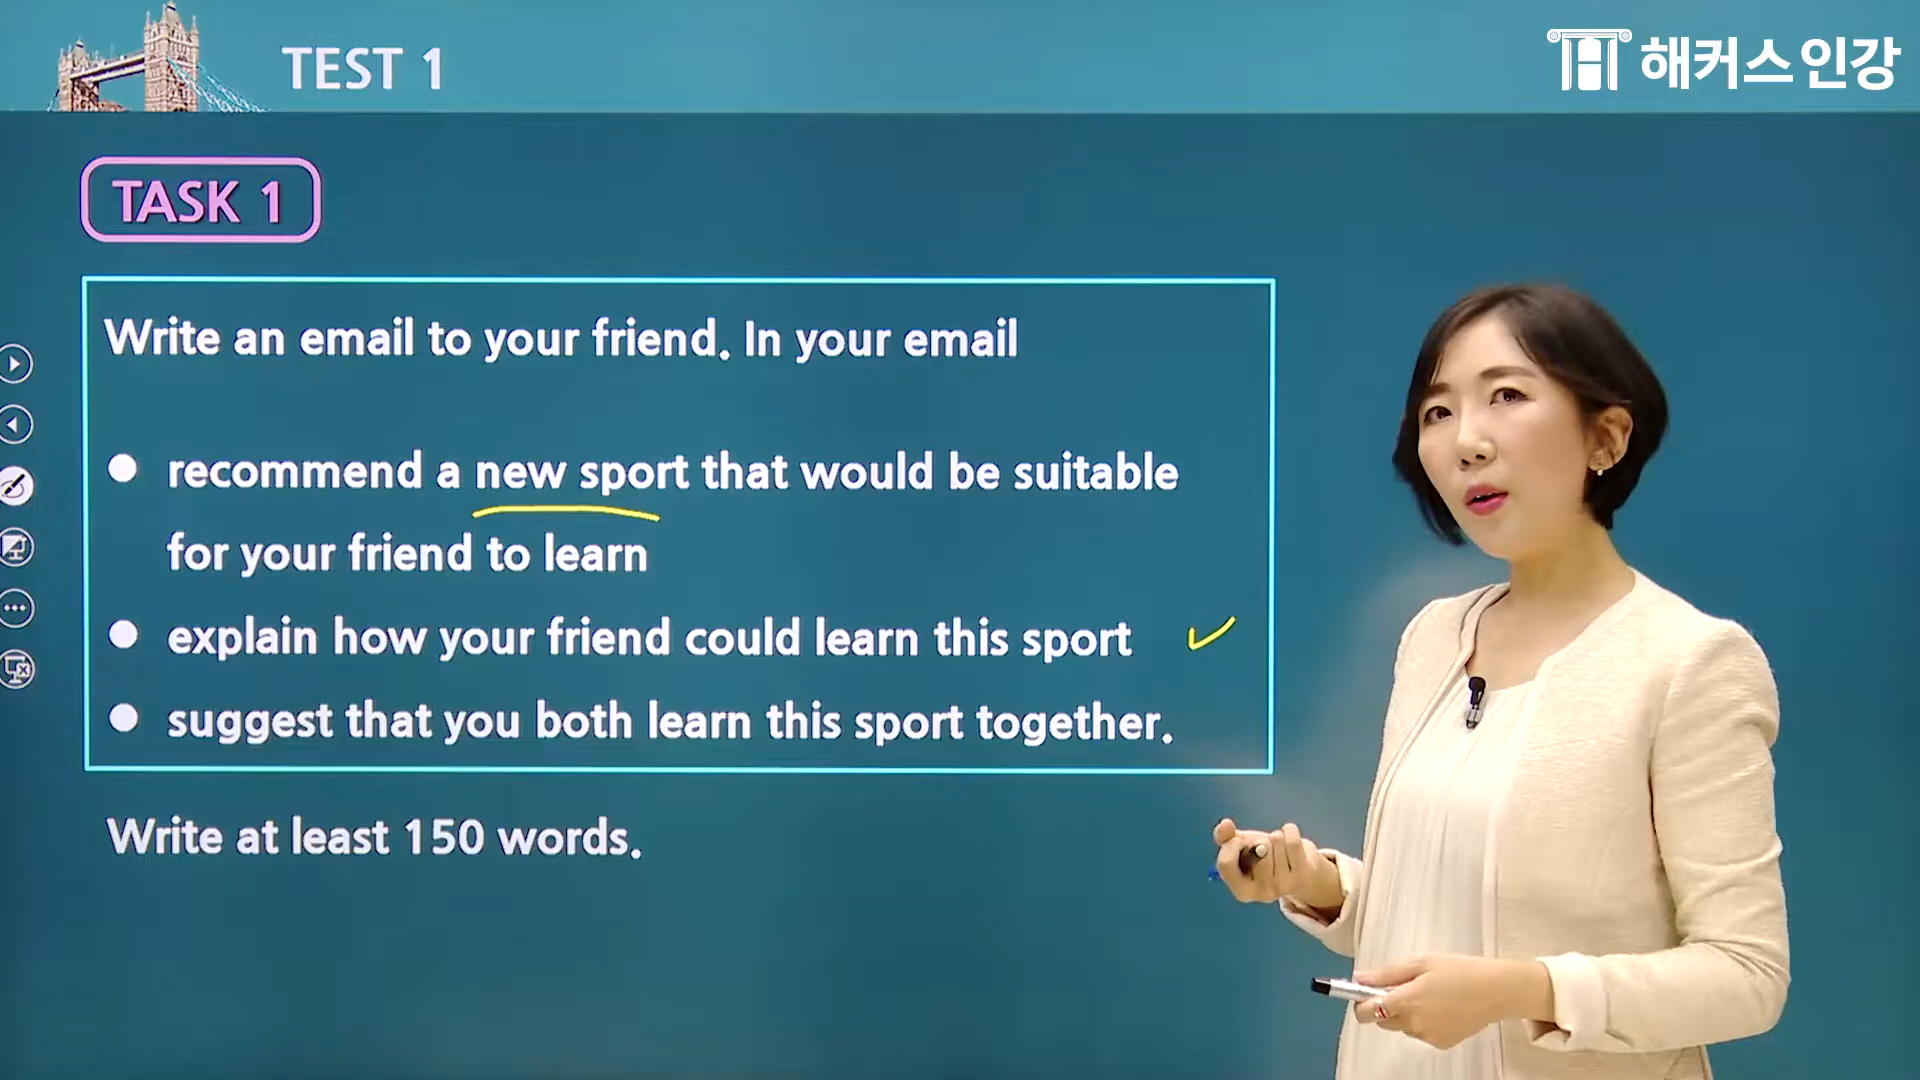 TEST 1
해커스인강
TASK 1
Write an email to your friend. In your email
● recommend a new sport that would be suitable
for your friend to learn
● explain how your friend could learn this sport
● suggest that you both learn this sport together.
Write at least 150 words.